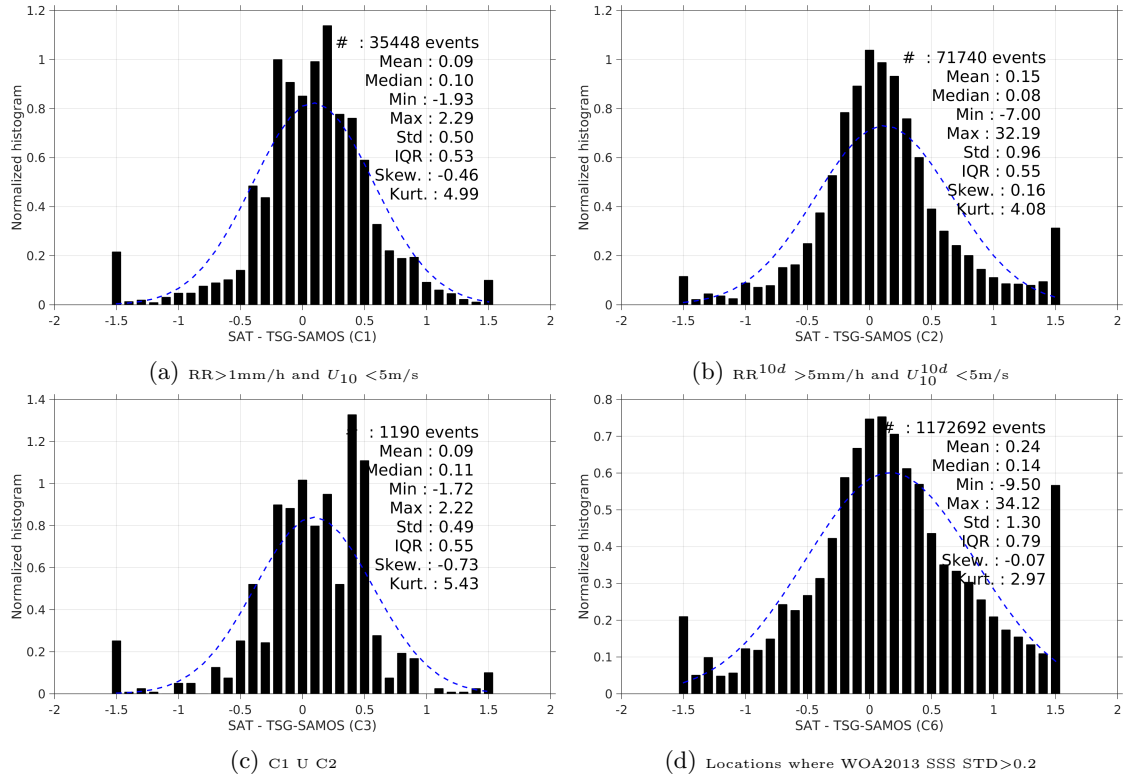 1.2
1
0.8
0.6
0.4
0.2
0
-2 -1.5 -1 -0.5 0 0.5 1 1.5 2
Normalized histogram
SAT - TSG-SAMOS (C1)
# : 35448 events
Mean : 0.09
Median : 0.10
Min : -1.93
Max : 2.29
Std : 0.50
IQR : 0.53
Skew. : -0.46
Kurt. : 4.99
(a) RR>1mm/h and U10 <5m/s
1.2
1
0.8
0.6
0.4
0.2
0
-2 -1.5 -1 -0.5 0 0.5 1 1.5 2
Normalized histogram
SAT - TSG-SAMOS (C2)
# : 71740 events
Mean : 0.15
Median : 0.08
Min : -7.00
Max : 32.19
Std : 0.96
IQR : 0.55
Skew. : 0.16
Kurt. : 4.08
(b) RR10d >5mm/h and U10d10 <5m/s
1.4
1.2
1
0.8
0.6
0.4
0.2
0
-2 -1.5 -1 -0.5 0 0.5 1 1.5 2
Normalized histogram
SAT - TSG-SAMOS (C3)
# : 1190 events
Mean : 0.09
Median : 0.11
Min : -1.72
Max : 2.22
Std : 0.49
IQR : 0.55
Skew. : -0.73
Kurt. : 5.43
(c) C1 U C2
0.8
0.7
0.6
0.5
0.4
0.3
0.2
0.1
0
-2 -1.5 -1 -0.5 0 0.5 1 1.5 2
Normalized histogram
SAT - TSG-SAMOS (C6)
# : 1172692 events
Mean : 0.24
Median : 0.14
Min : -9.50
Max : 34.12
Std : 1.30
IQR : 0.79
Skew. : -0.07
Kurt. : 2.97
(d) Locations where WOA2013 SSS STD>0.2